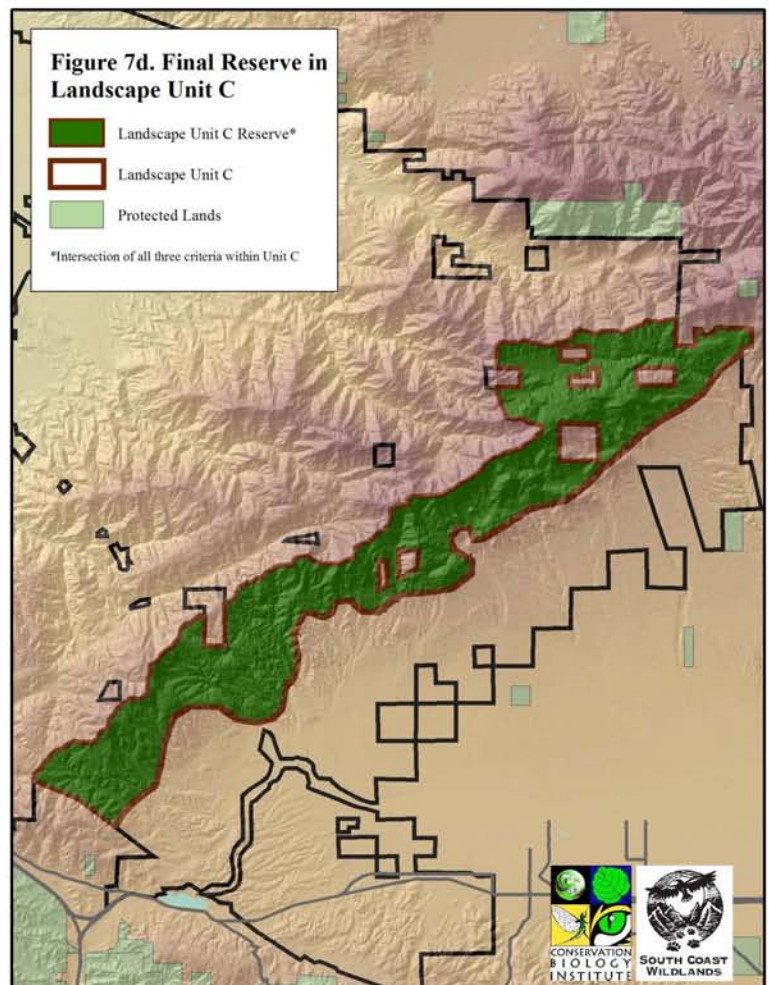 Figure 7d. Final Reserve in
Landscape Unit C
Landscape Unit C Reserve*
Landscape Unit C
Protected Lands
*Intersection of all three criteria within Unit C
CONSERVATION
BIOLOGY
INSTITUTE
SOUTH COAST
WILDLANDS